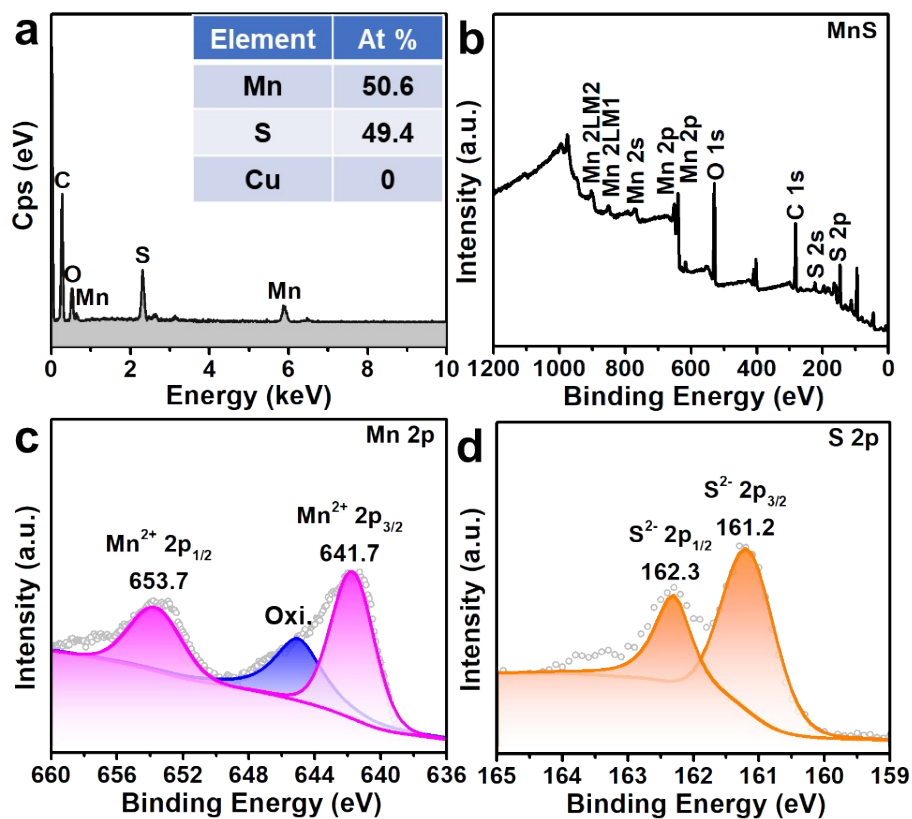 a
Element At %
Mn 50.6
S 49.4
Cu 0
C
O
Mn
S
Mn
Cps (eV)
0 2 4 6 8 10
Energy (keV)
b
MnS
Mn 2LM2
Mn 2LM1
Mn 2s
Mn 2p
Mn 2p
O 1s
C 1s
S 2s
S 2p
Intensity (a.u.)
1200 1000 800 600 400 200 0
Binding Energy (eV)
c
Mn 2p
Mn²⁺ 2p₁/₂
653.7
Oxi.
Mn²⁺ 2p₃/₂
641.7
Intensity (a.u.)
660 656 652 648 644 640 636
Binding Energy (eV)
d
S 2p
S²⁻ 2p₁/₂
162.3
S²⁻ 2p₃/₂
161.2
Intensity (a.u.)
165 164 163 162 161 160 159
Binding Energy (eV)